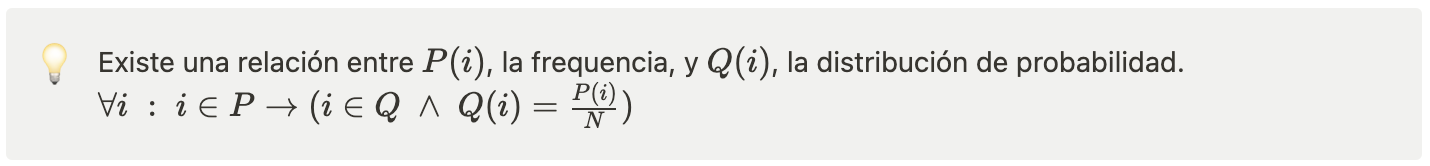 Existe una relación entre P(i), la frequencia, y Q(i), la distribución de probabilidad.
∀i : i ∈ P → (i ∈ Q ∧ Q(i) = P(i)/N)